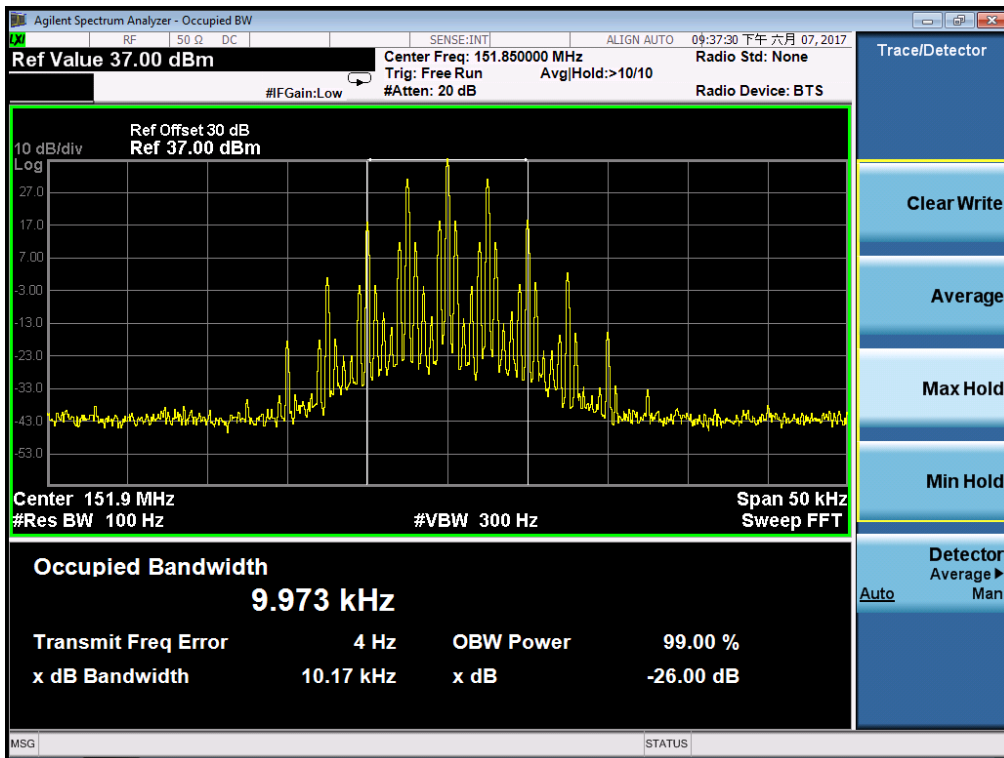 Agilent Spectrum Analyzer - Occupied BW
LXI RF 50 Ω DC SENSE:INT ALIGN AUTO 09:37:30 下午 六月 07, 2017
Ref Value 37.00 dBm
Center Freq: 151.850000 MHz
Radio Std: None
Trig: Free Run Avg|Hold:>10/10
#IFGain:Low
#Atten: 20 dB
Radio Device: BTS
Trace/Detector
Ref Offset 30 dB
10 dB/div Ref 37.00 dBm
Log
27.0
17.0
7.00
-3.00
-13.0
-23.0
-33.0
-43.0
-53.0
Center 151.9 MHz Span 50 kHz
#Res BW 100 Hz #VBW 300 Hz Sweep FFT
Occupied Bandwidth
9.973 kHz
Transmit Freq Error 4 Hz OBW Power 99.00 %
x dB Bandwidth 10.17 kHz x dB -26.00 dB
Clear Write
Average
Max Hold
Min Hold
Detector
Average▶
Auto Man
MSG STATUS